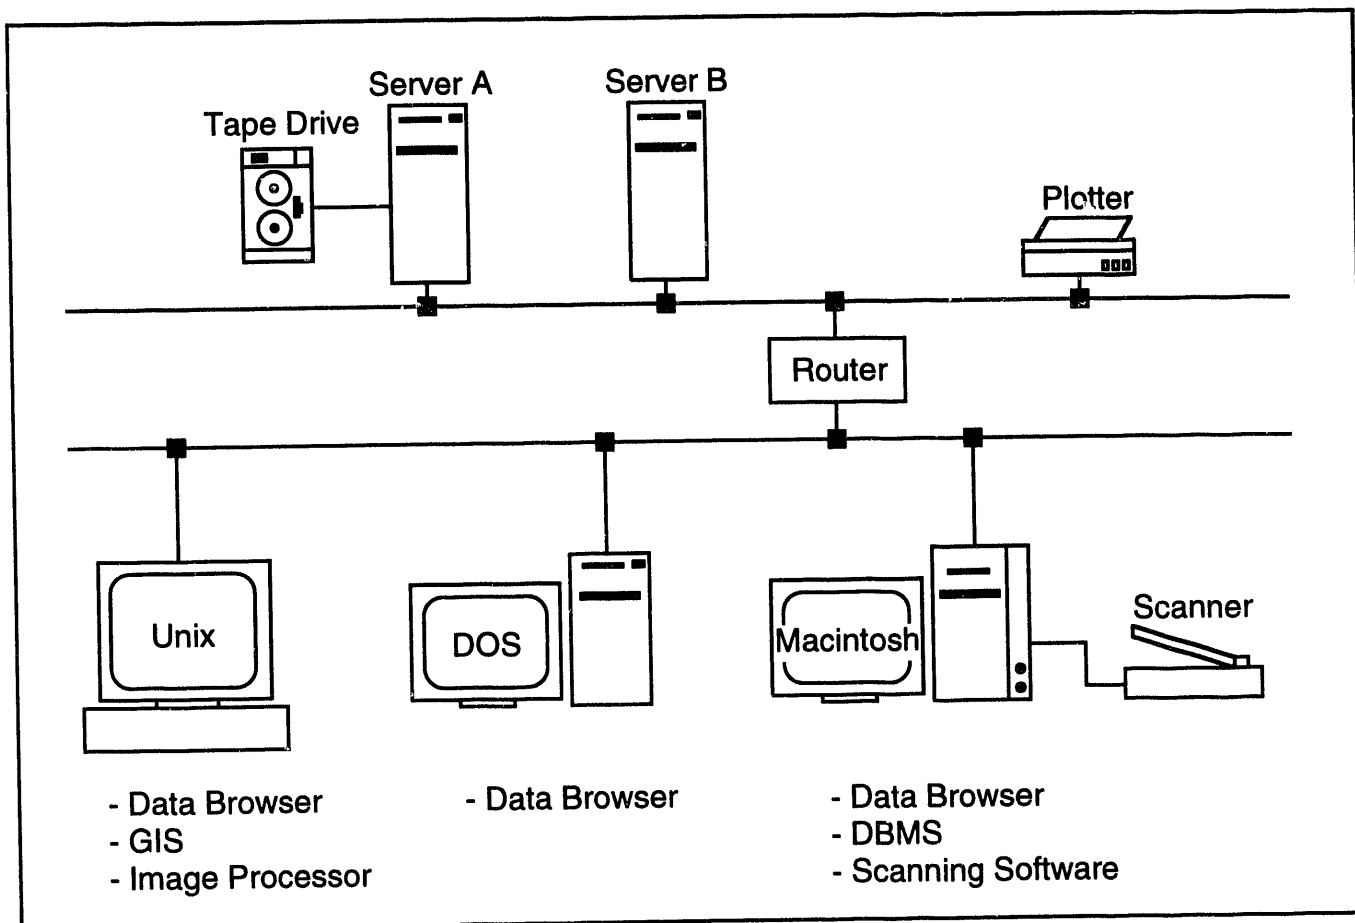 Server A
Server B
Tape Drive
Plotter
Router
Unix
DOS
Macintosh
Scanner
- Data Browser
- GIS
- Image Processor
- Data Browser
- Data Browser
- DBMS
- Scanning Software